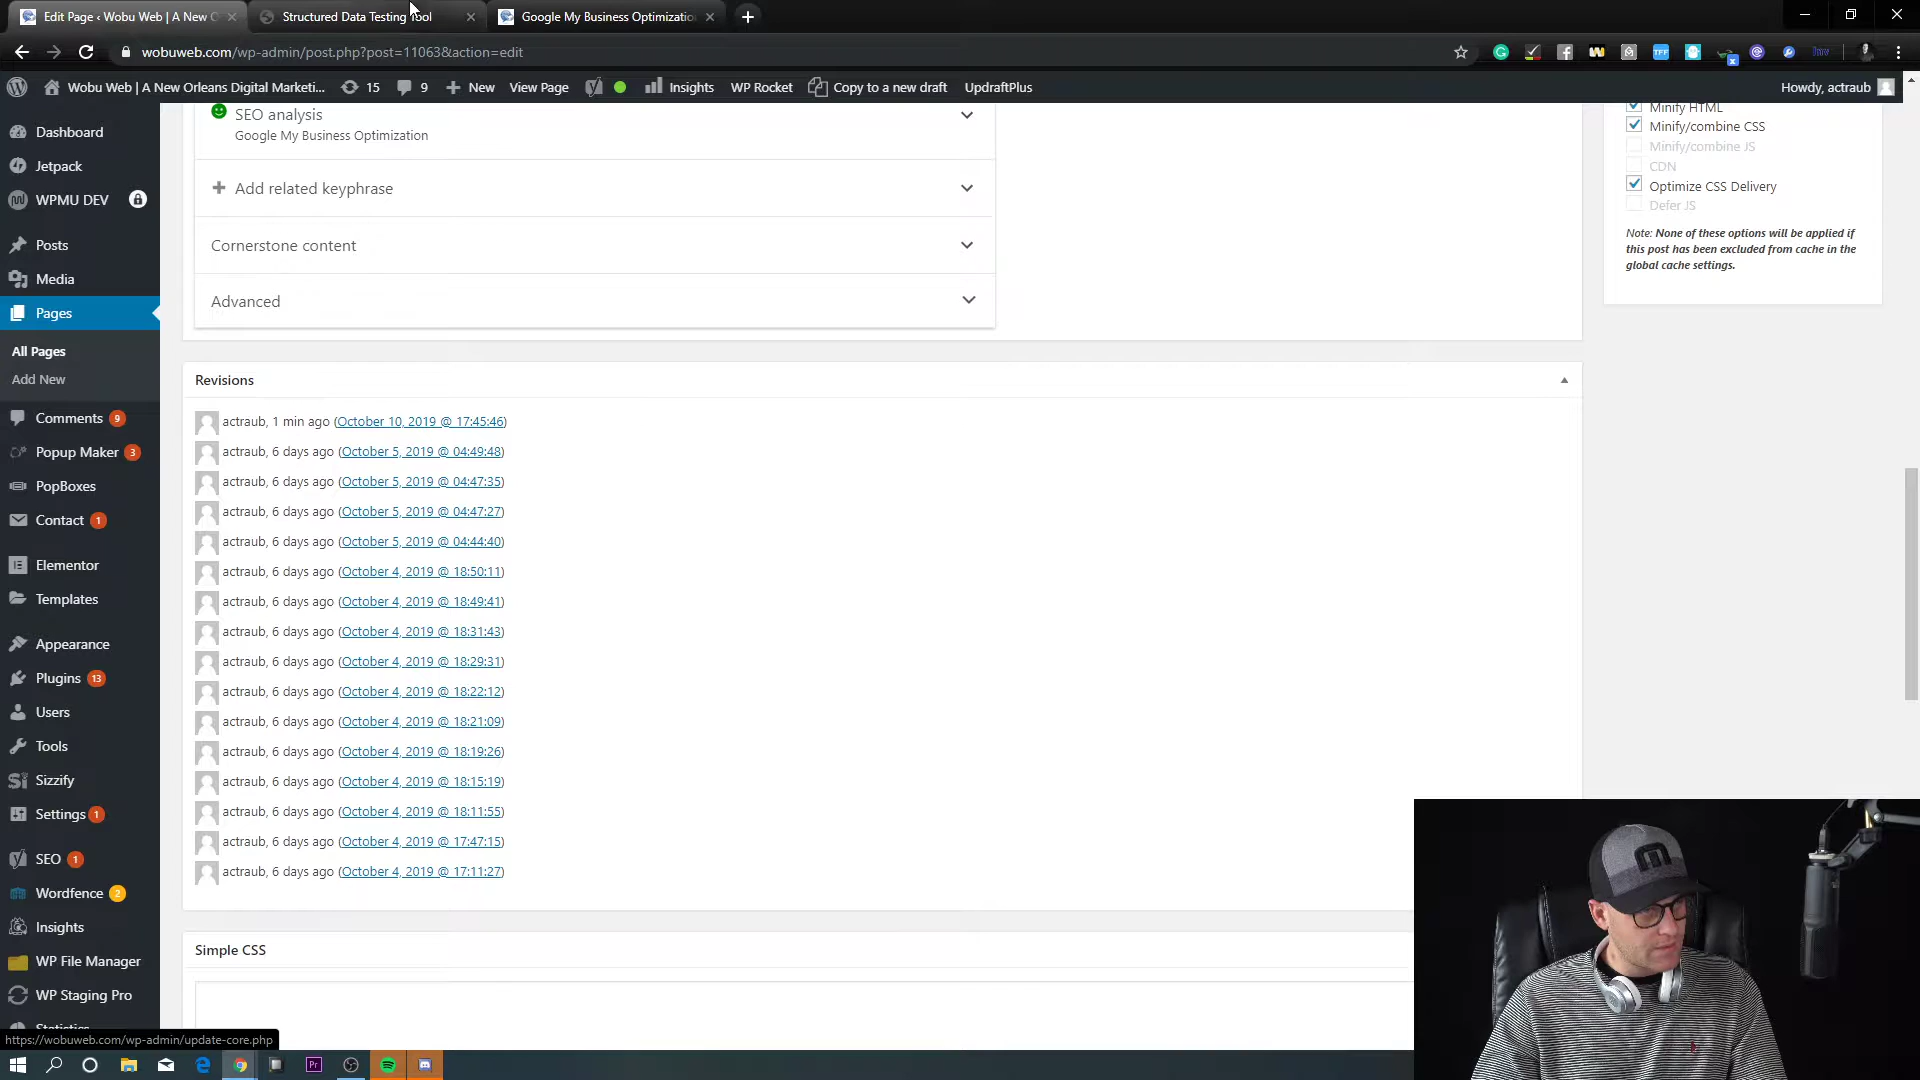 Edit Page ‹ Wobu Web | A New O
Structured Data Testing Tool
Google My Business Optimizatio
wobuweb.com/wp-admin/post.php?post=11063&action=edit
Wobu Web | A New Orleans Digital Marketi...
15
9
New
View Page
Insights
WP Rocket
Copy to a new draft
UpdraftPlus
Howdy, actraub
Dashboard
Jetpack
WPMU DEV
Posts
Media
Pages
All Pages
Add New
Comments 9
Popup Maker 3
PopBoxes
Contact 1
Elementor
Templates
Appearance
Plugins 13
Users
Tools
Sizzify
Settings 1
SEO 1
Wordfence 2
Insights
WP File Manager
WP Staging Pro
Statistics
SEO analysis
Google My Business Optimization
Add related keyphrase
Cornerstone content
Advanced
Revisions
actraub, 1 min ago (October 10, 2019 @ 17:45:46)
actraub, 6 days ago (October 5, 2019 @ 04:49:48)
actraub, 6 days ago (October 5, 2019 @ 04:47:35)
actraub, 6 days ago (October 5, 2019 @ 04:47:27)
actraub, 6 days ago (October 5, 2019 @ 04:44:40)
actraub, 6 days ago (October 4, 2019 @ 18:50:11)
actraub, 6 days ago (October 4, 2019 @ 18:49:41)
actraub, 6 days ago (October 4, 2019 @ 18:31:43)
actraub, 6 days ago (October 4, 2019 @ 18:29:31)
actraub, 6 days ago (October 4, 2019 @ 18:22:12)
actraub, 6 days ago (October 4, 2019 @ 18:21:09)
actraub, 6 days ago (October 4, 2019 @ 18:19:26)
actraub, 6 days ago (October 4, 2019 @ 18:15:19)
actraub, 6 days ago (October 4, 2019 @ 18:11:55)
actraub, 6 days ago (October 4, 2019 @ 17:47:15)
actraub, 6 days ago (October 4, 2019 @ 17:11:27)
Simple CSS
Minify HTML
Minify/combine CSS
Minify/combine JS
CDN
Optimize CSS Delivery
Defer JS
Note: None of these options will be applied if
this post has been excluded from cache in the
global cache settings.
https://wobuweb.com/wp-admin/update-core.php
Pr